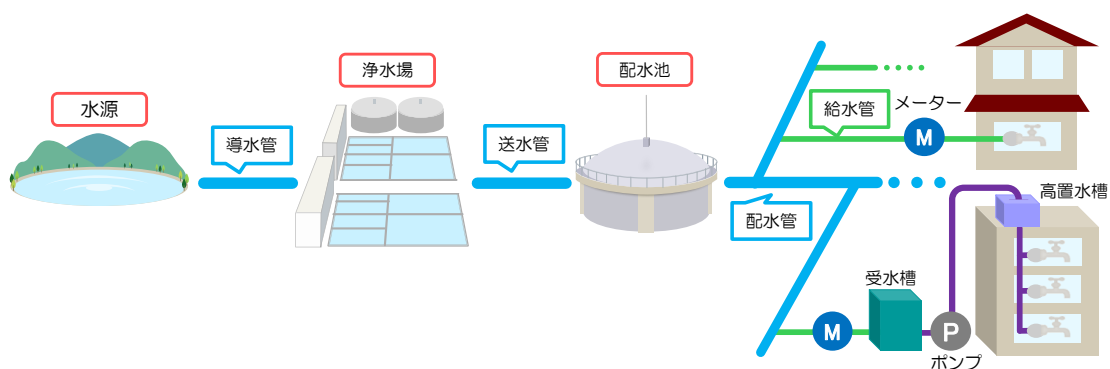 水源
導水管
浄水場
送水管
配水池
配水管
給水管
メーター
M
高置水槽
受水槽
M
P
ポンプ